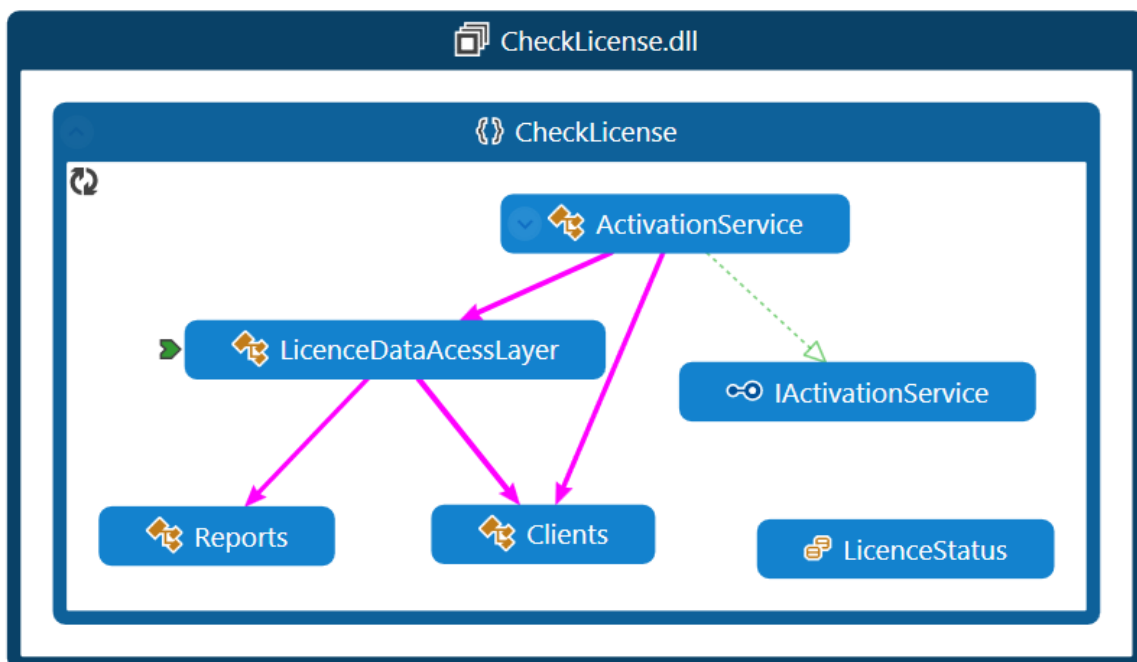 CheckLicense.dll
CheckLicense
ActivationService
LicenceDataAcessLayer
IActivationService
Reports
Clients
LicenceStatus